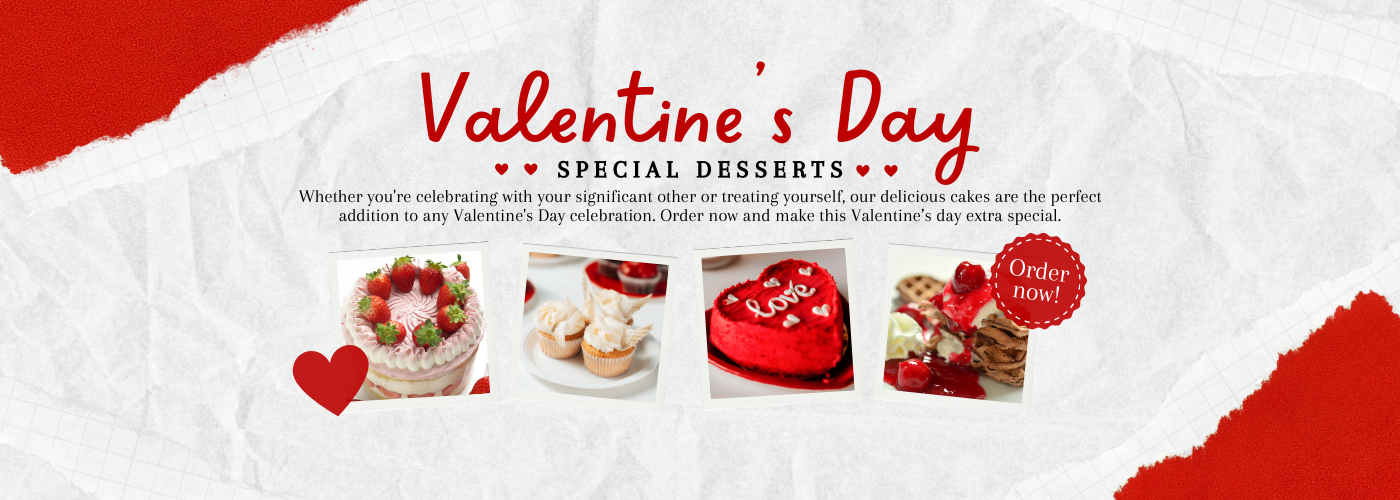 Valentine's Day
SPECIAL DESSERTS
Whether you're celebrating with your significant other or treating yourself, our delicious cakes are the perfect
addition to any Valentine's Day celebration. Order now and make this Valentine's day extra special.
love
Order
now!